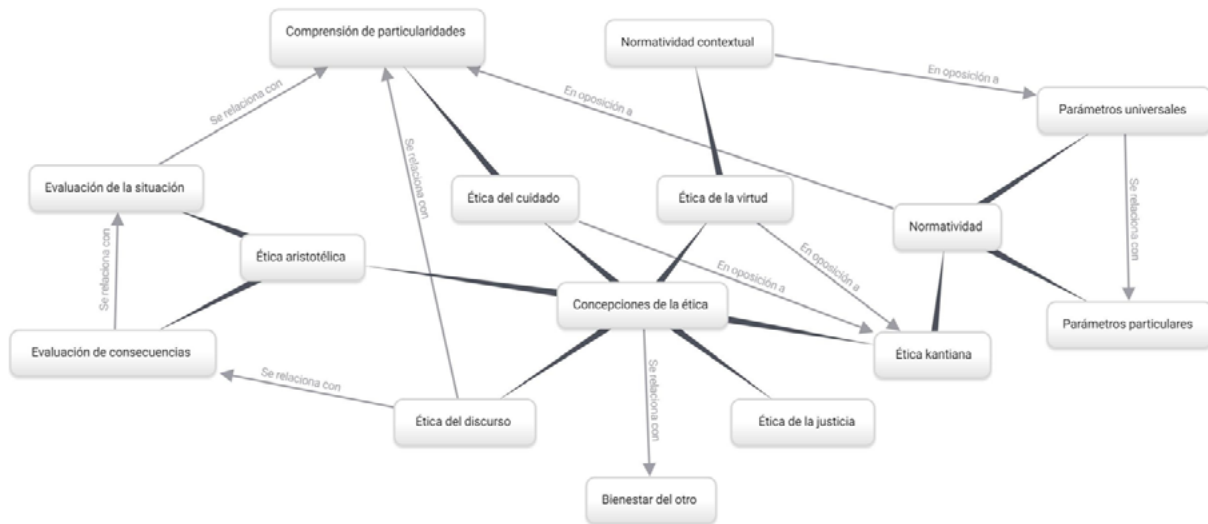 Comprensión de particularidades
Normatividad contextual
En oposición a
En oposición a
Se relaciona con
Parámetros universales
Se relaciona con
Evaluación de la situación
Ética del cuidado
Ética de la virtud
Normatividad
Se relaciona con
Ética aristotélica
En oposición a
En oposición a
Se relaciona con
Concepciones de la ética
Parámetros particulares
Evaluación de consecuencias
Ética kantiana
Se relaciona con
Se relaciona con
Ética del discurso
Ética de la justicia
Bienestar del otro